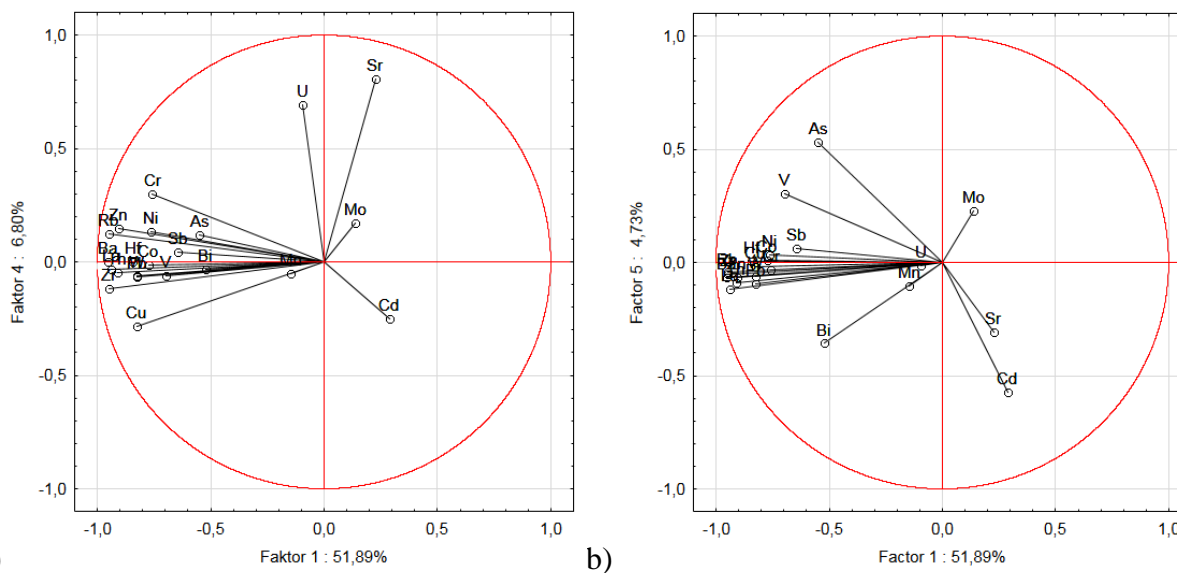 1,0
Sr
U
0,5
Cr
Zn
Rb
Ni
As
Mo
Sb
Ba
Hf
Co
Bi
0,0
V
Mn
Zr
Cu
Cd
-0,5
-1,0
-1,0 -0,5 0,0 0,5 1,0
Faktor 1 : 51,89%
Faktor 4 : 6,80%
)
b)
1,0
As
0,5
V
Mo
Sb
Ni
Hf
Co
U
0,0
Mn
Sr
Bi
Cd
-0,5
-1,0
-1,0 -0,5 0,0 0,5 1,0
Factor 1 : 51,89%
Factor 5 : 4,73%